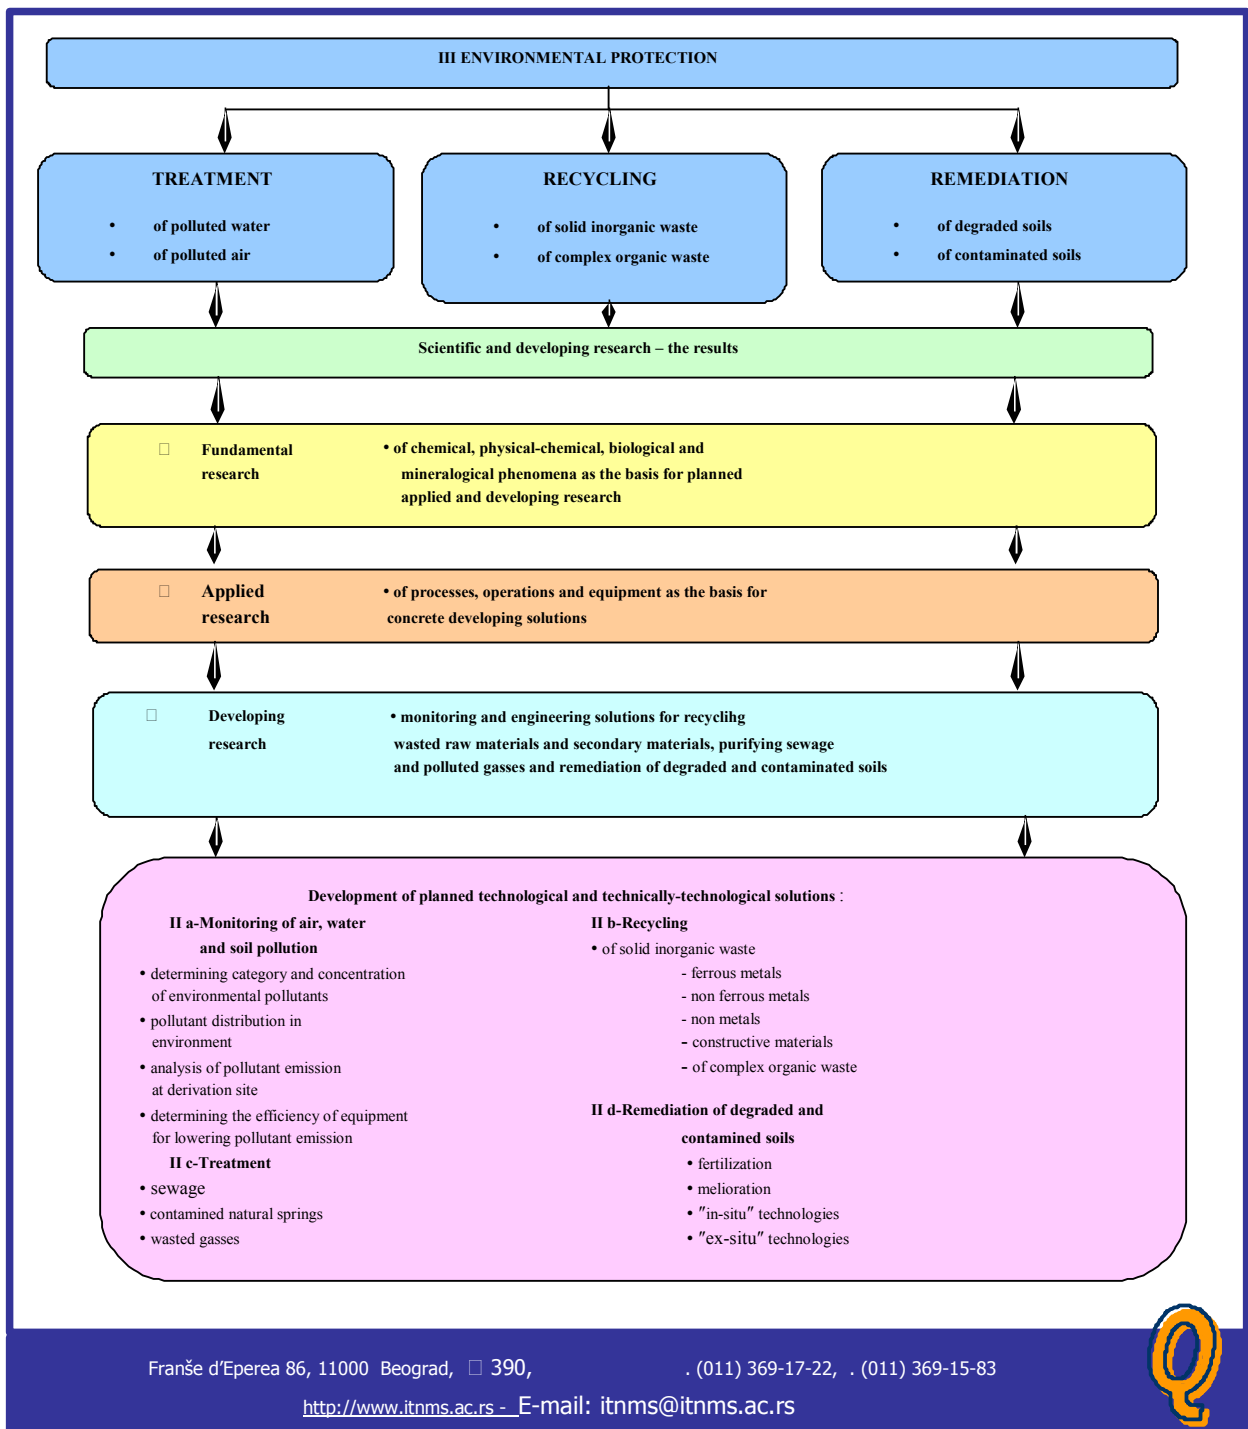 III ENVIRONMENTAL PROTECTION
TREATMENT
• of polluted water
• of polluted air
RECYCLING
• of solid inorganic waste
• of complex organic waste
REMEDIATION
• of degraded soils
• of contaminated soils
Scientific and developing research – the results
□ Fundamental
research
• of chemical, physical-chemical, biological and
mineralogical phenomena as the basis for planned
applied and developing research
□ Applied
research
• of processes, operations and equipment as the basis for
concrete developing solutions
□ Developing
research
• monitoring and engineering solutions for recyclihg
wasted raw materials and secondary materials, purifying sewage
and polluted gasses and remediation of degraded and contaminated soils
Development of planned technological and technically-technological solutions :
II a-Monitoring of air, water
and soil pollution
• determining category and concentration
of environmental pollutants
• pollutant distribution in
environment
• analysis of pollutant emission
at derivation site
• determining the efficiency of equipment
for lowering pollutant emission
II c-Treatment
• sewage
• contamined natural springs
• wasted gasses
II b-Recycling
• of solid inorganic waste
- ferrous metals
- non ferrous metals
- non metals
- constructive materials
- of complex organic waste
II d-Remediation of degraded and
contamined soils
• fertilization
• melioration
• "in-situ" technologies
• "ex-situ" technologies
Franše d'Eperea 86, 11000 Beograd, □ 390, . (011) 369-17-22, . (011) 369-15-83
http://www.itnms.ac.rs - E-mail: itnms@itnms.ac.rs
Q